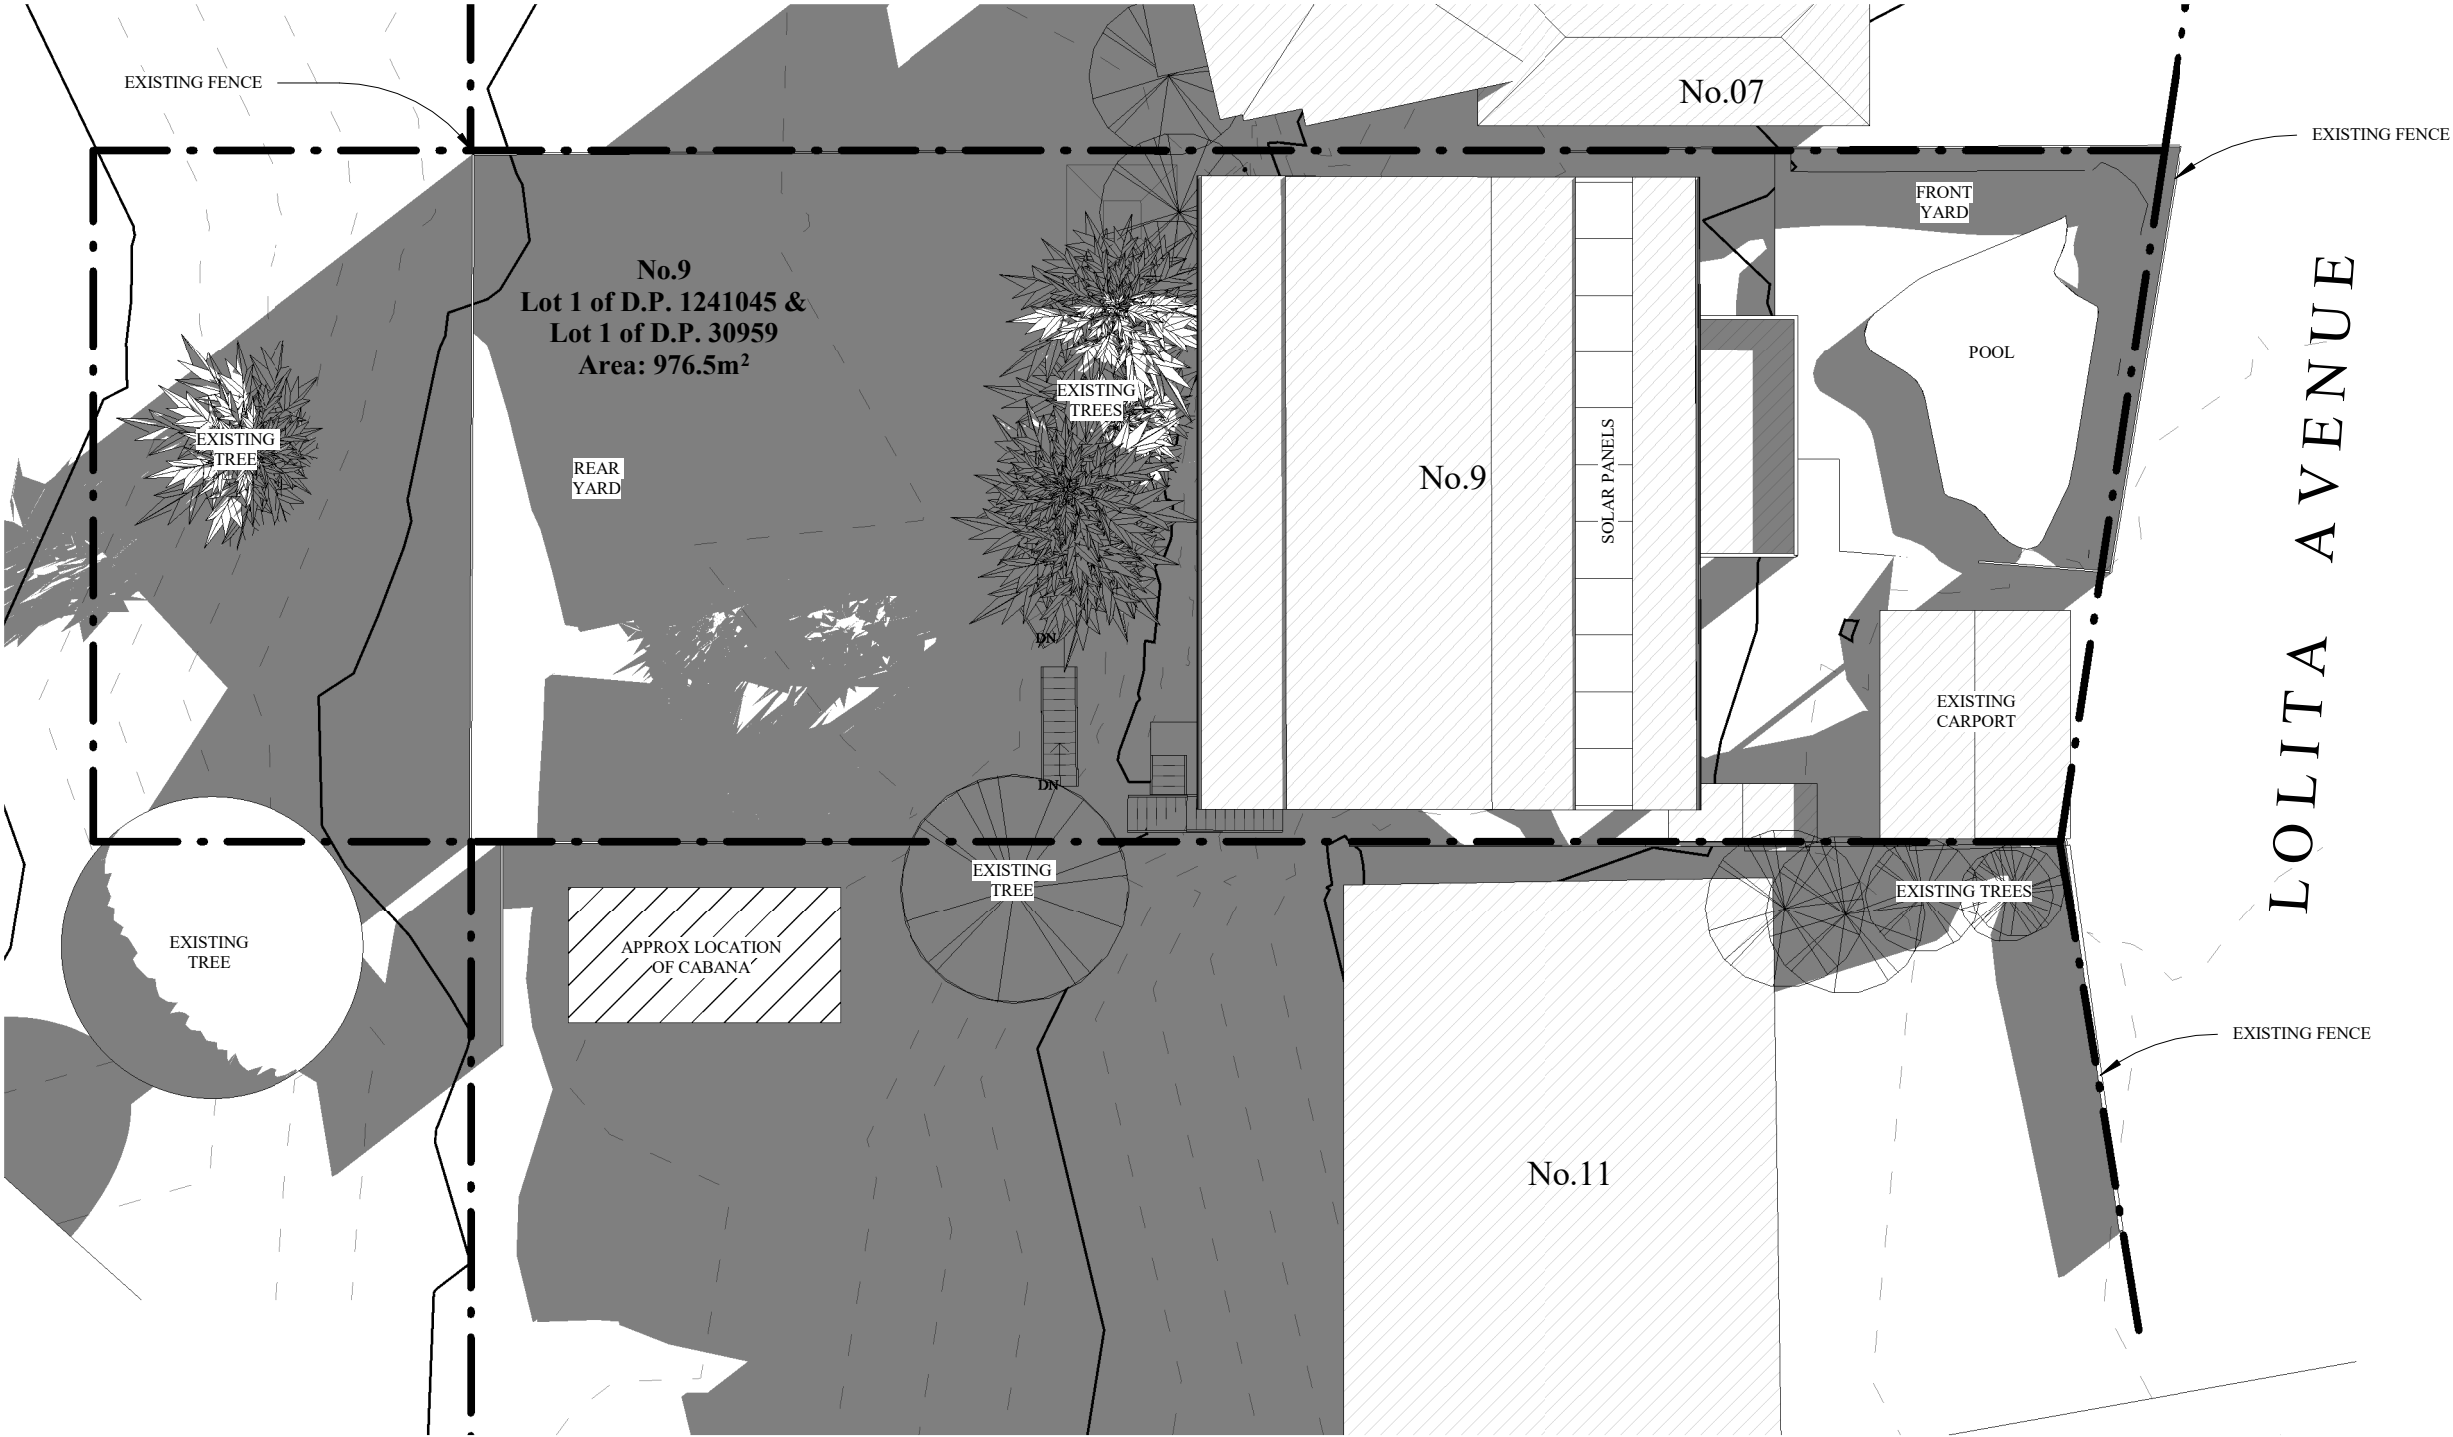 EXISTING FENCE
No.07
EXISTING FENCE
FRONT
YARD
No.9
Lot 1 of D.P. 1241045 &
Lot 1 of D.P. 30959
Area: 976.5m²
POOL
EXISTING
TREES
EXISTING
TREE
REAR
YARD
No.9
SOLAR PANELS
LOLITA AVENUE
DN
EXISTING
CARPORT
DN
EXISTING
TREE
EXISTING TREES
EXISTING
TREE
APPROX LOCATION
OF CABANA
EXISTING FENCE
No.11